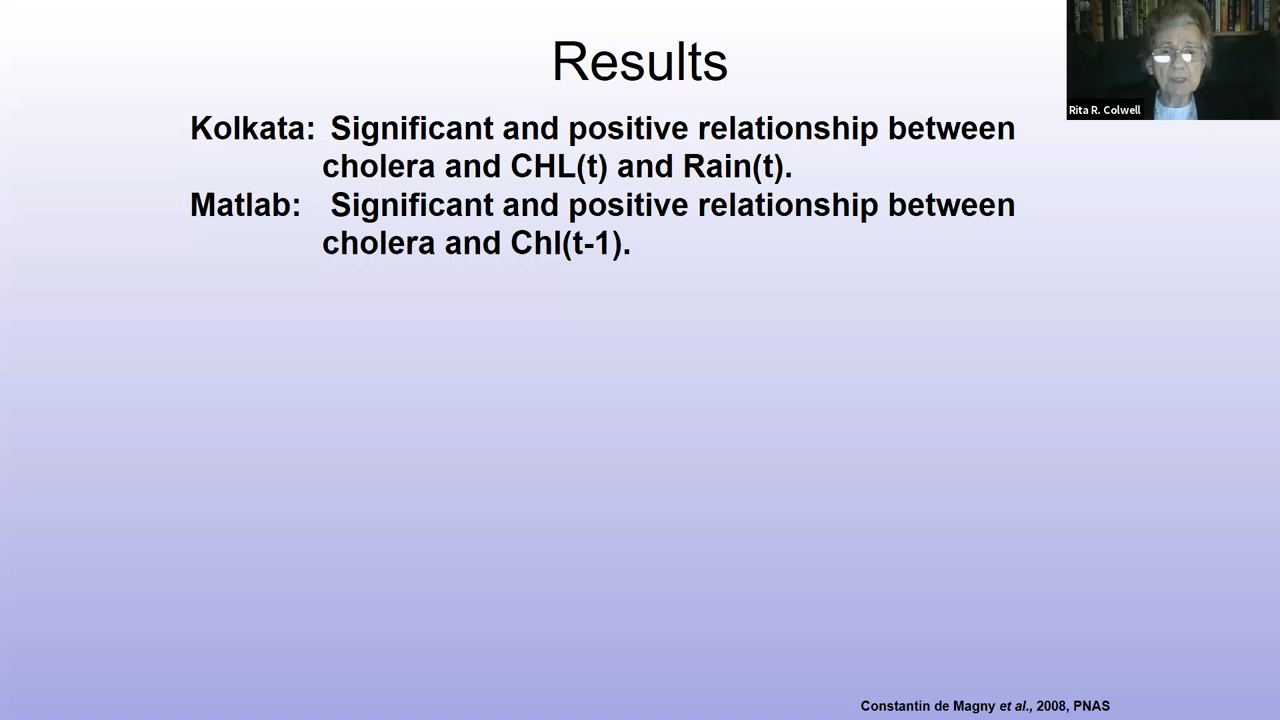 Results
Rita R. Colwell
Kolkata: Significant and positive relationship between
cholera and CHL(t) and Rain(t).
Matlab: Significant and positive relationship between
cholera and Chl(t-1).
Constantin de Magny et al., 2008, PNAS